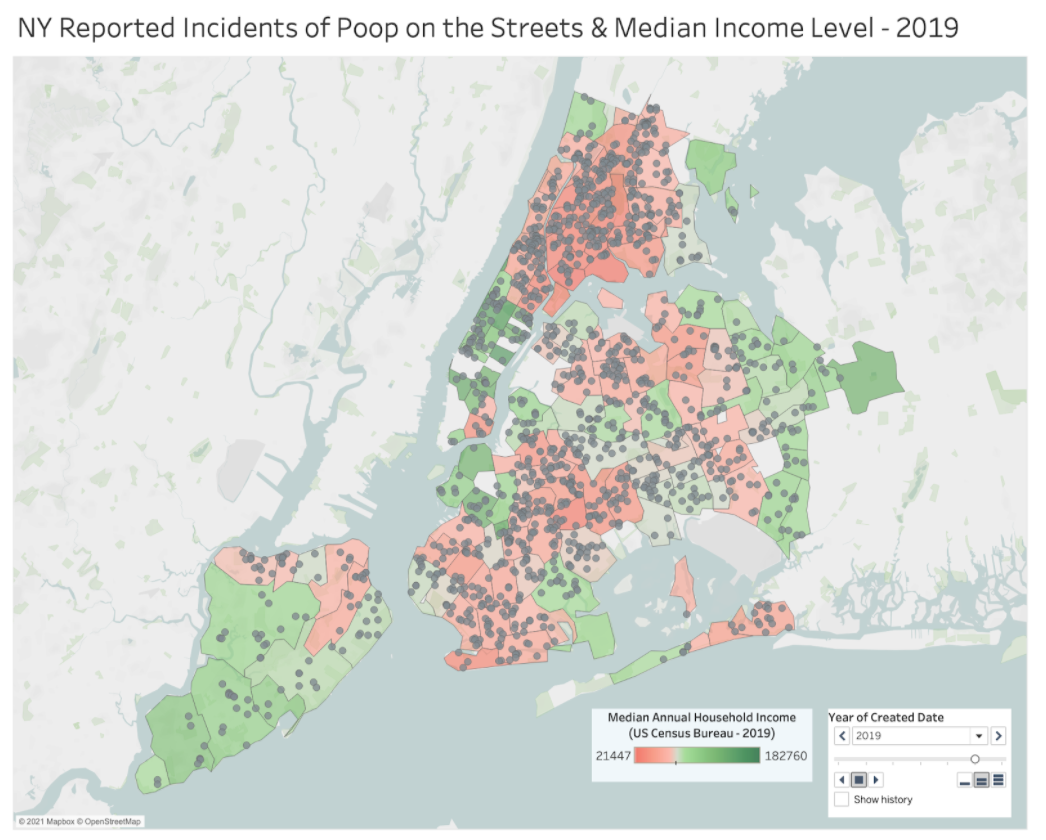 NY Reported Incidents of Poop on the Streets & Median Income Level - 2019
Median Annual Household Income
(US Census Bureau - 2019)
21447
182760
Year of Created Date
2019
Show history
© 2021 Mapbox © OpenStreetMap